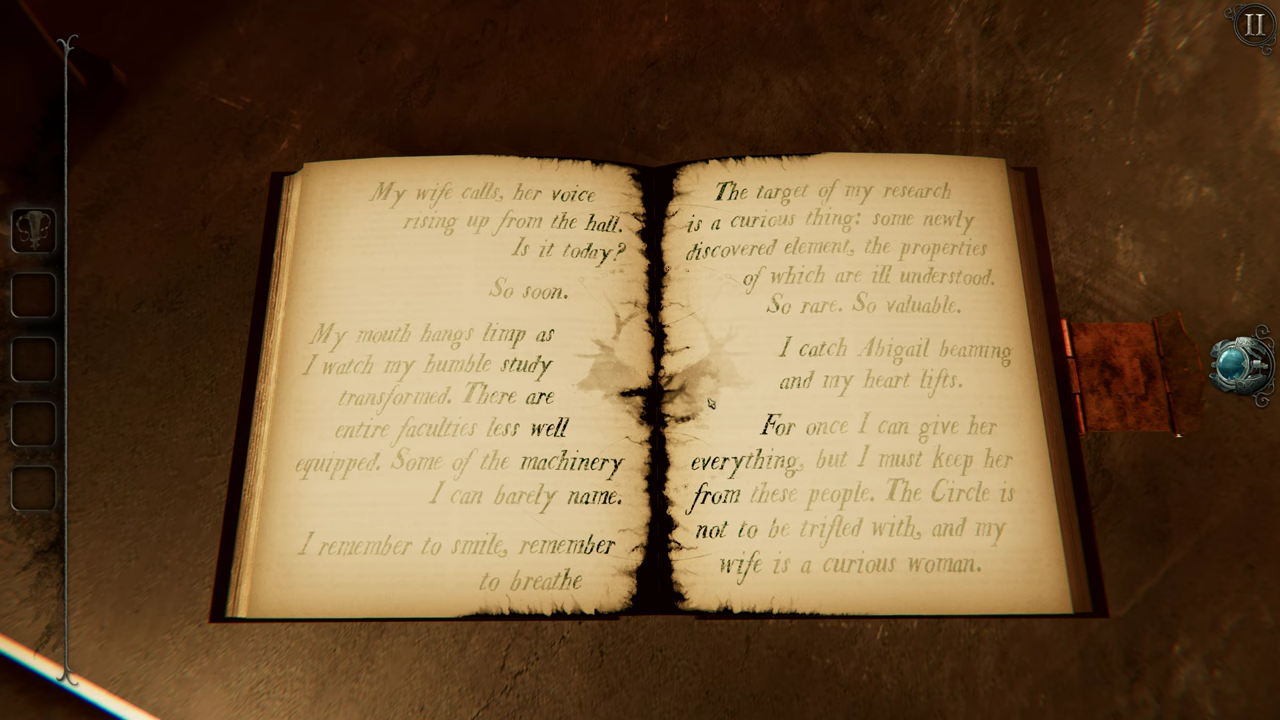 My wife calls, her voice
rising up from the hall.
Is it today?
So soon.
My mouth hangs limp as
I watch my humble study
transformed. There are
entire faculties less well
equipped. Some of the machinery
I can barely name.
I remember to smile, remember
to breathe
The target of my research
is a curious thing: some newly
discovered element, the properties
of which are ill understood.
So rare. So valuable.
I catch Abigail beaming
and my heart lifts.
For once I can give her
everything, but I must keep her
from these people. The Circle is
not to be trifled with, and my
wife is a curious woman.
II